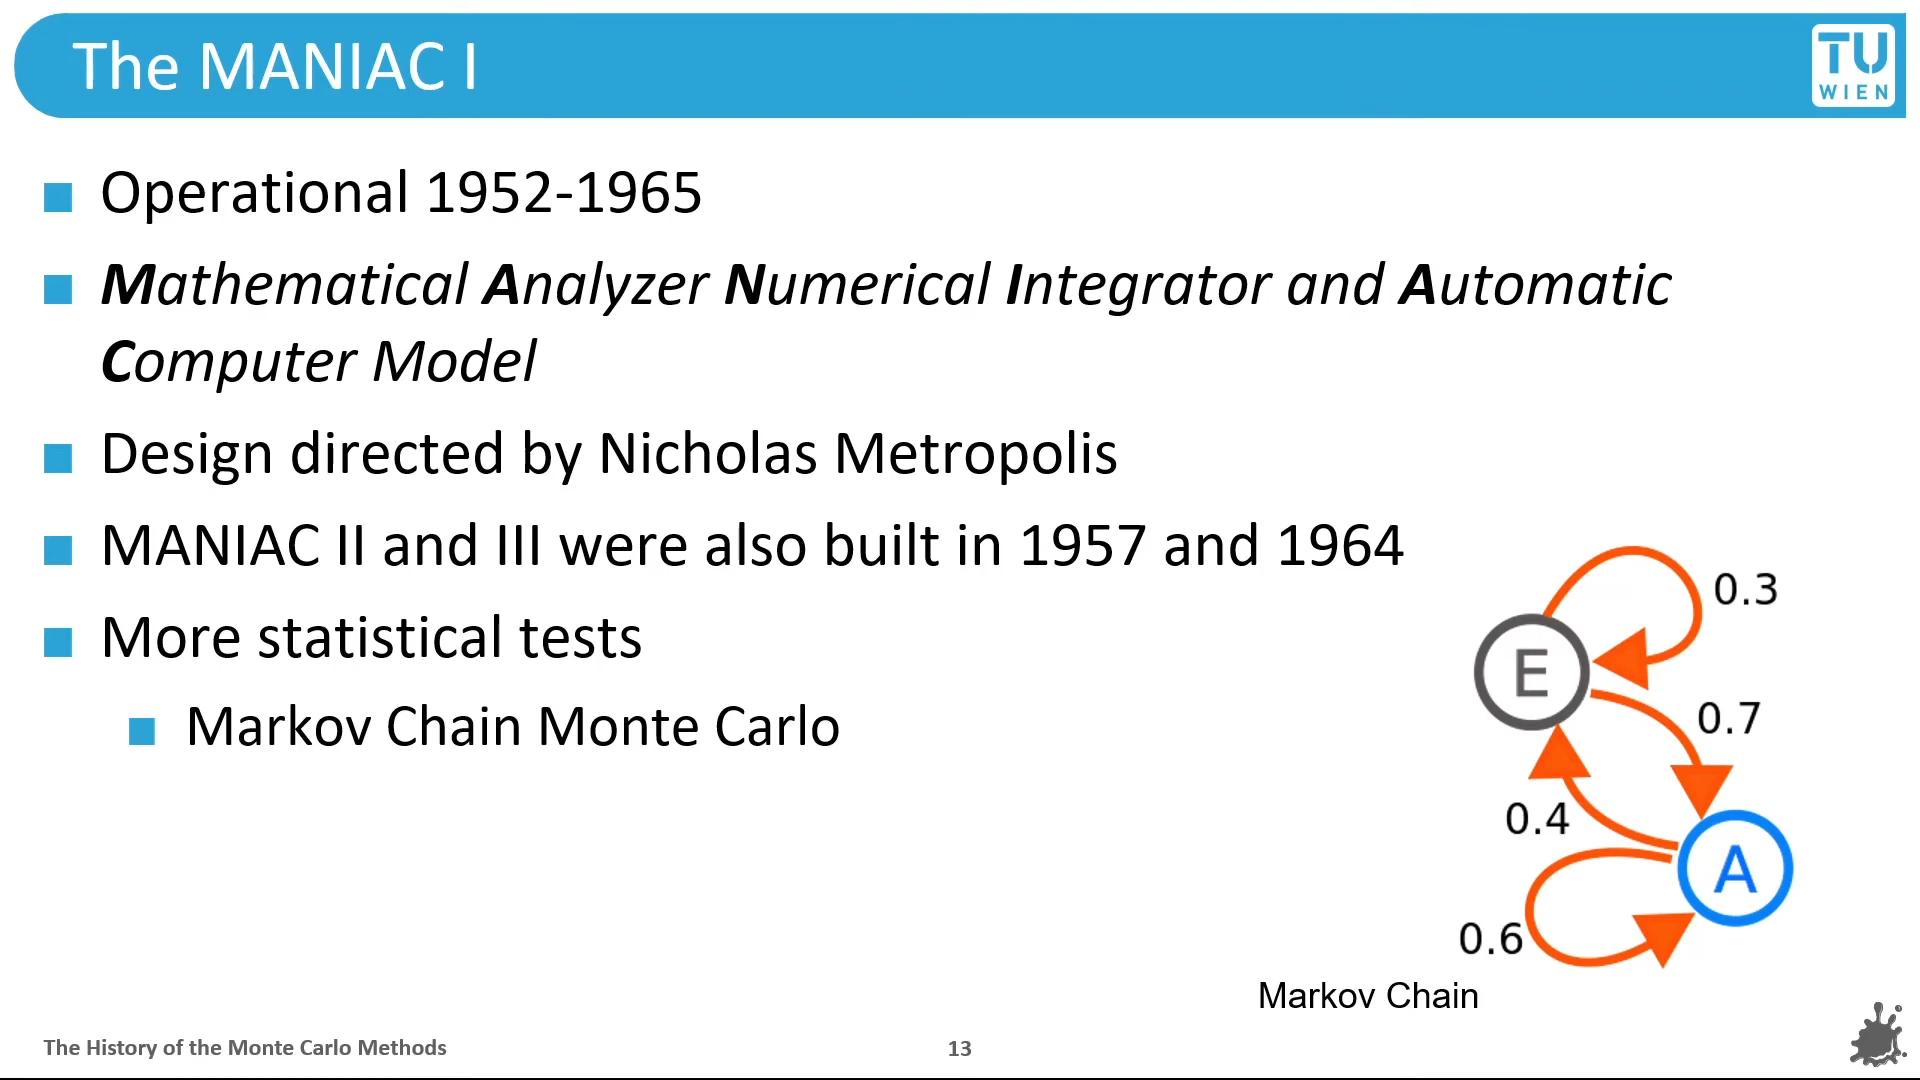 The MANIAC I
TU
WIEN
Operational 1952-1965
Mathematical Analyzer Numerical Integrator and Automatic
Computer Model
Design directed by Nicholas Metropolis
MANIAC II and III were also built in 1957 and 1964
More statistical tests
Markov Chain Monte Carlo
0.3
E
0.7
0.4
A
0.6
Markov Chain
The History of the Monte Carlo Methods
13